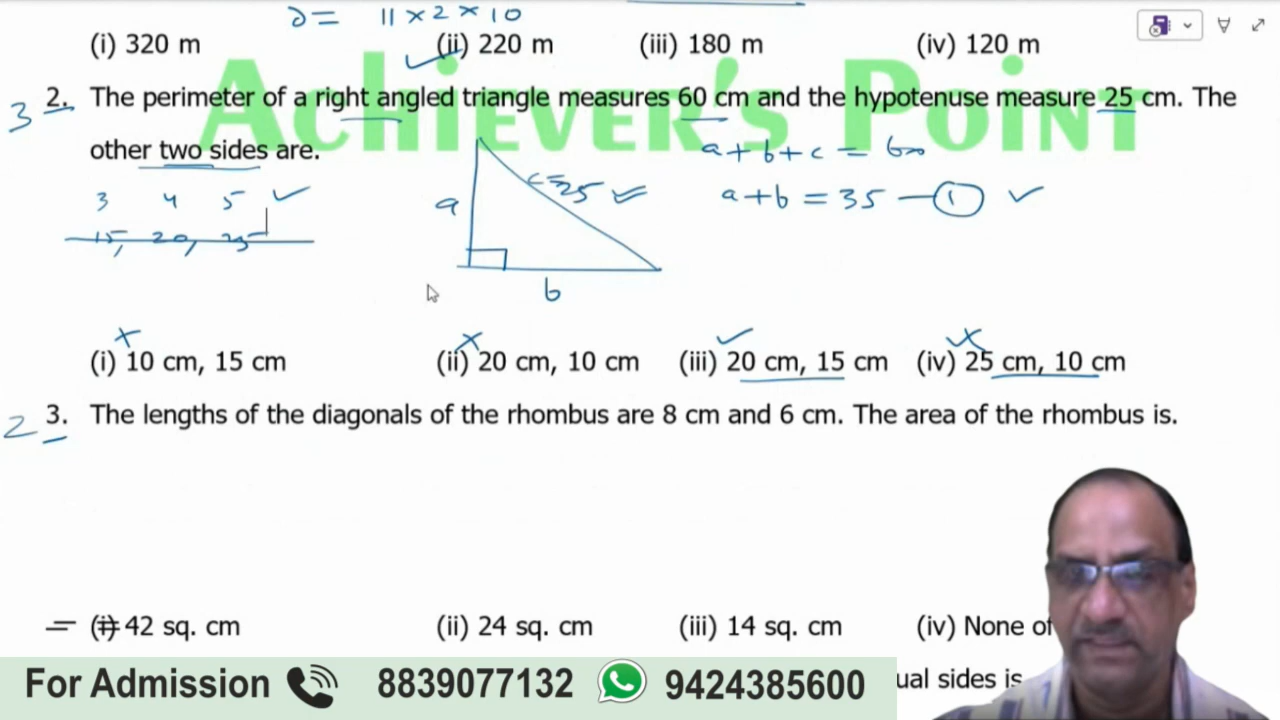 ∂ = 11 × 2 × 10
(i) 320 m (ii) 220 m (iii) 180 m (iv) 120 m
ACHIEVER'S POINT
3 2. The perimeter of a right angled triangle measures 60 cm and the hypotenuse measure 25 cm. The
other two sides are.
a + b + c = 60
3 4 5 c = 25 a + b = 35 — 1
15, 20, 25 a
b
(i) 10 cm, 15 cm (ii) 20 cm, 10 cm (iii) 20 cm, 15 cm (iv) 25 cm, 10 cm
2 3. The lengths of the diagonals of the rhombus are 8 cm and 6 cm. The area of the rhombus is.
(i) 42 sq. cm (ii) 24 sq. cm (iii) 14 sq. cm (iv) None of
For Admission 8839077132 9424385600 ual sides is